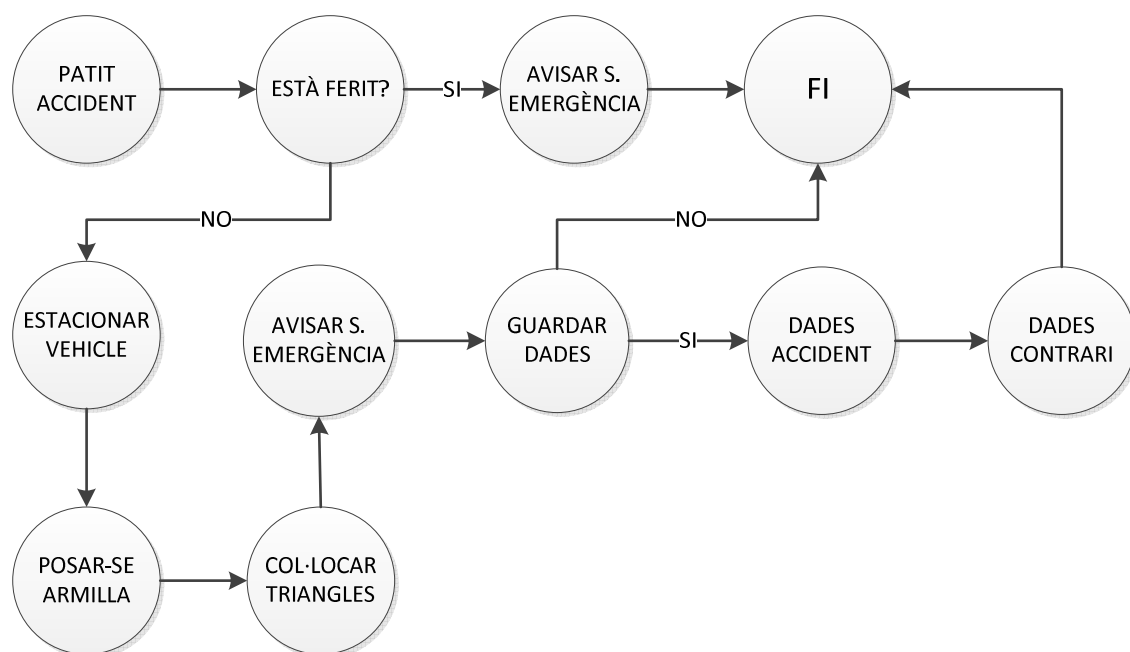 PATIT
ACCIDENT
ESTÀ FERIT?
SI
AVISAR S.
EMERGÈNCIA
FI
NO
NO
ESTACIONAR
VEHICLE
AVISAR S.
EMERGÈNCIA
GUARDAR
DADES
SI
DADES
ACCIDENT
DADES
CONTRARI
POSAR-SE
ARMILLA
COL·LOCAR
TRIANGLES